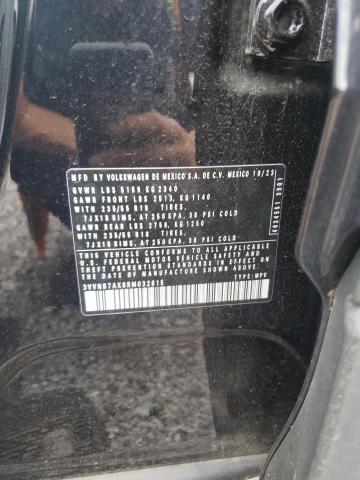 MFD BY VOLKSWAGEN DE MEXICO S.A. DE C.V. MEXICO 10/23
GVWR LBS 5159 KG 2340
GAWR FRONT LBS 2513, KG 1140
WITH 235/55 R18 TIRES,
7JX18 RIMS, AT 250 KPA, 36 PSI COLD
GAWR REAR LBS 2756, KG 1250
WITH 235/55 R18 TIRES,
7JX18 RIMS, AT 250 KPA, 36 PSI COLD
THIS VEHICLE CONFORMS TO ALL APPLICABLE
U.S. FEDERAL MOTOR VEHICLE SAFETY AND THEFT
PREVENTION STANDARDS IN EFFECT ON THE
DATE OF MANUFACTURE SHOWN ABOVE.
TYPE: MPV